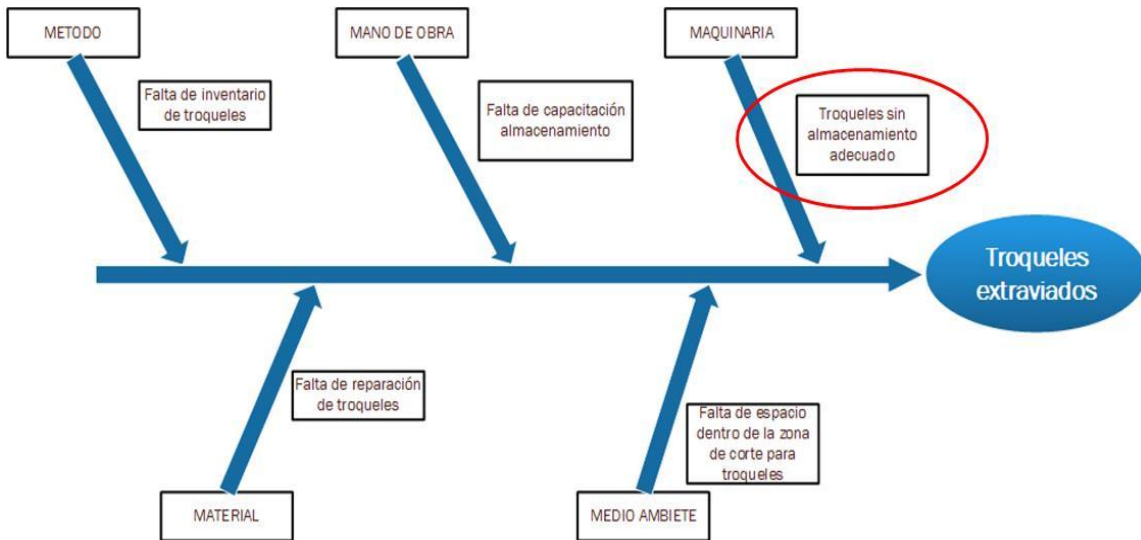 METODO
MANO DE OBRA
MAQUINARIA
Falta de inventario
de troqueles
Falta de capacitación
almacenamiento
Troqueles sin
almacenamiento
adecuado
Troqueles
extraviados
Falta de reparación
de troqueles
Falta de espacio
dentro de la zona
de corte para
troqueles
MATERIAL
MEDIO AMBIETE